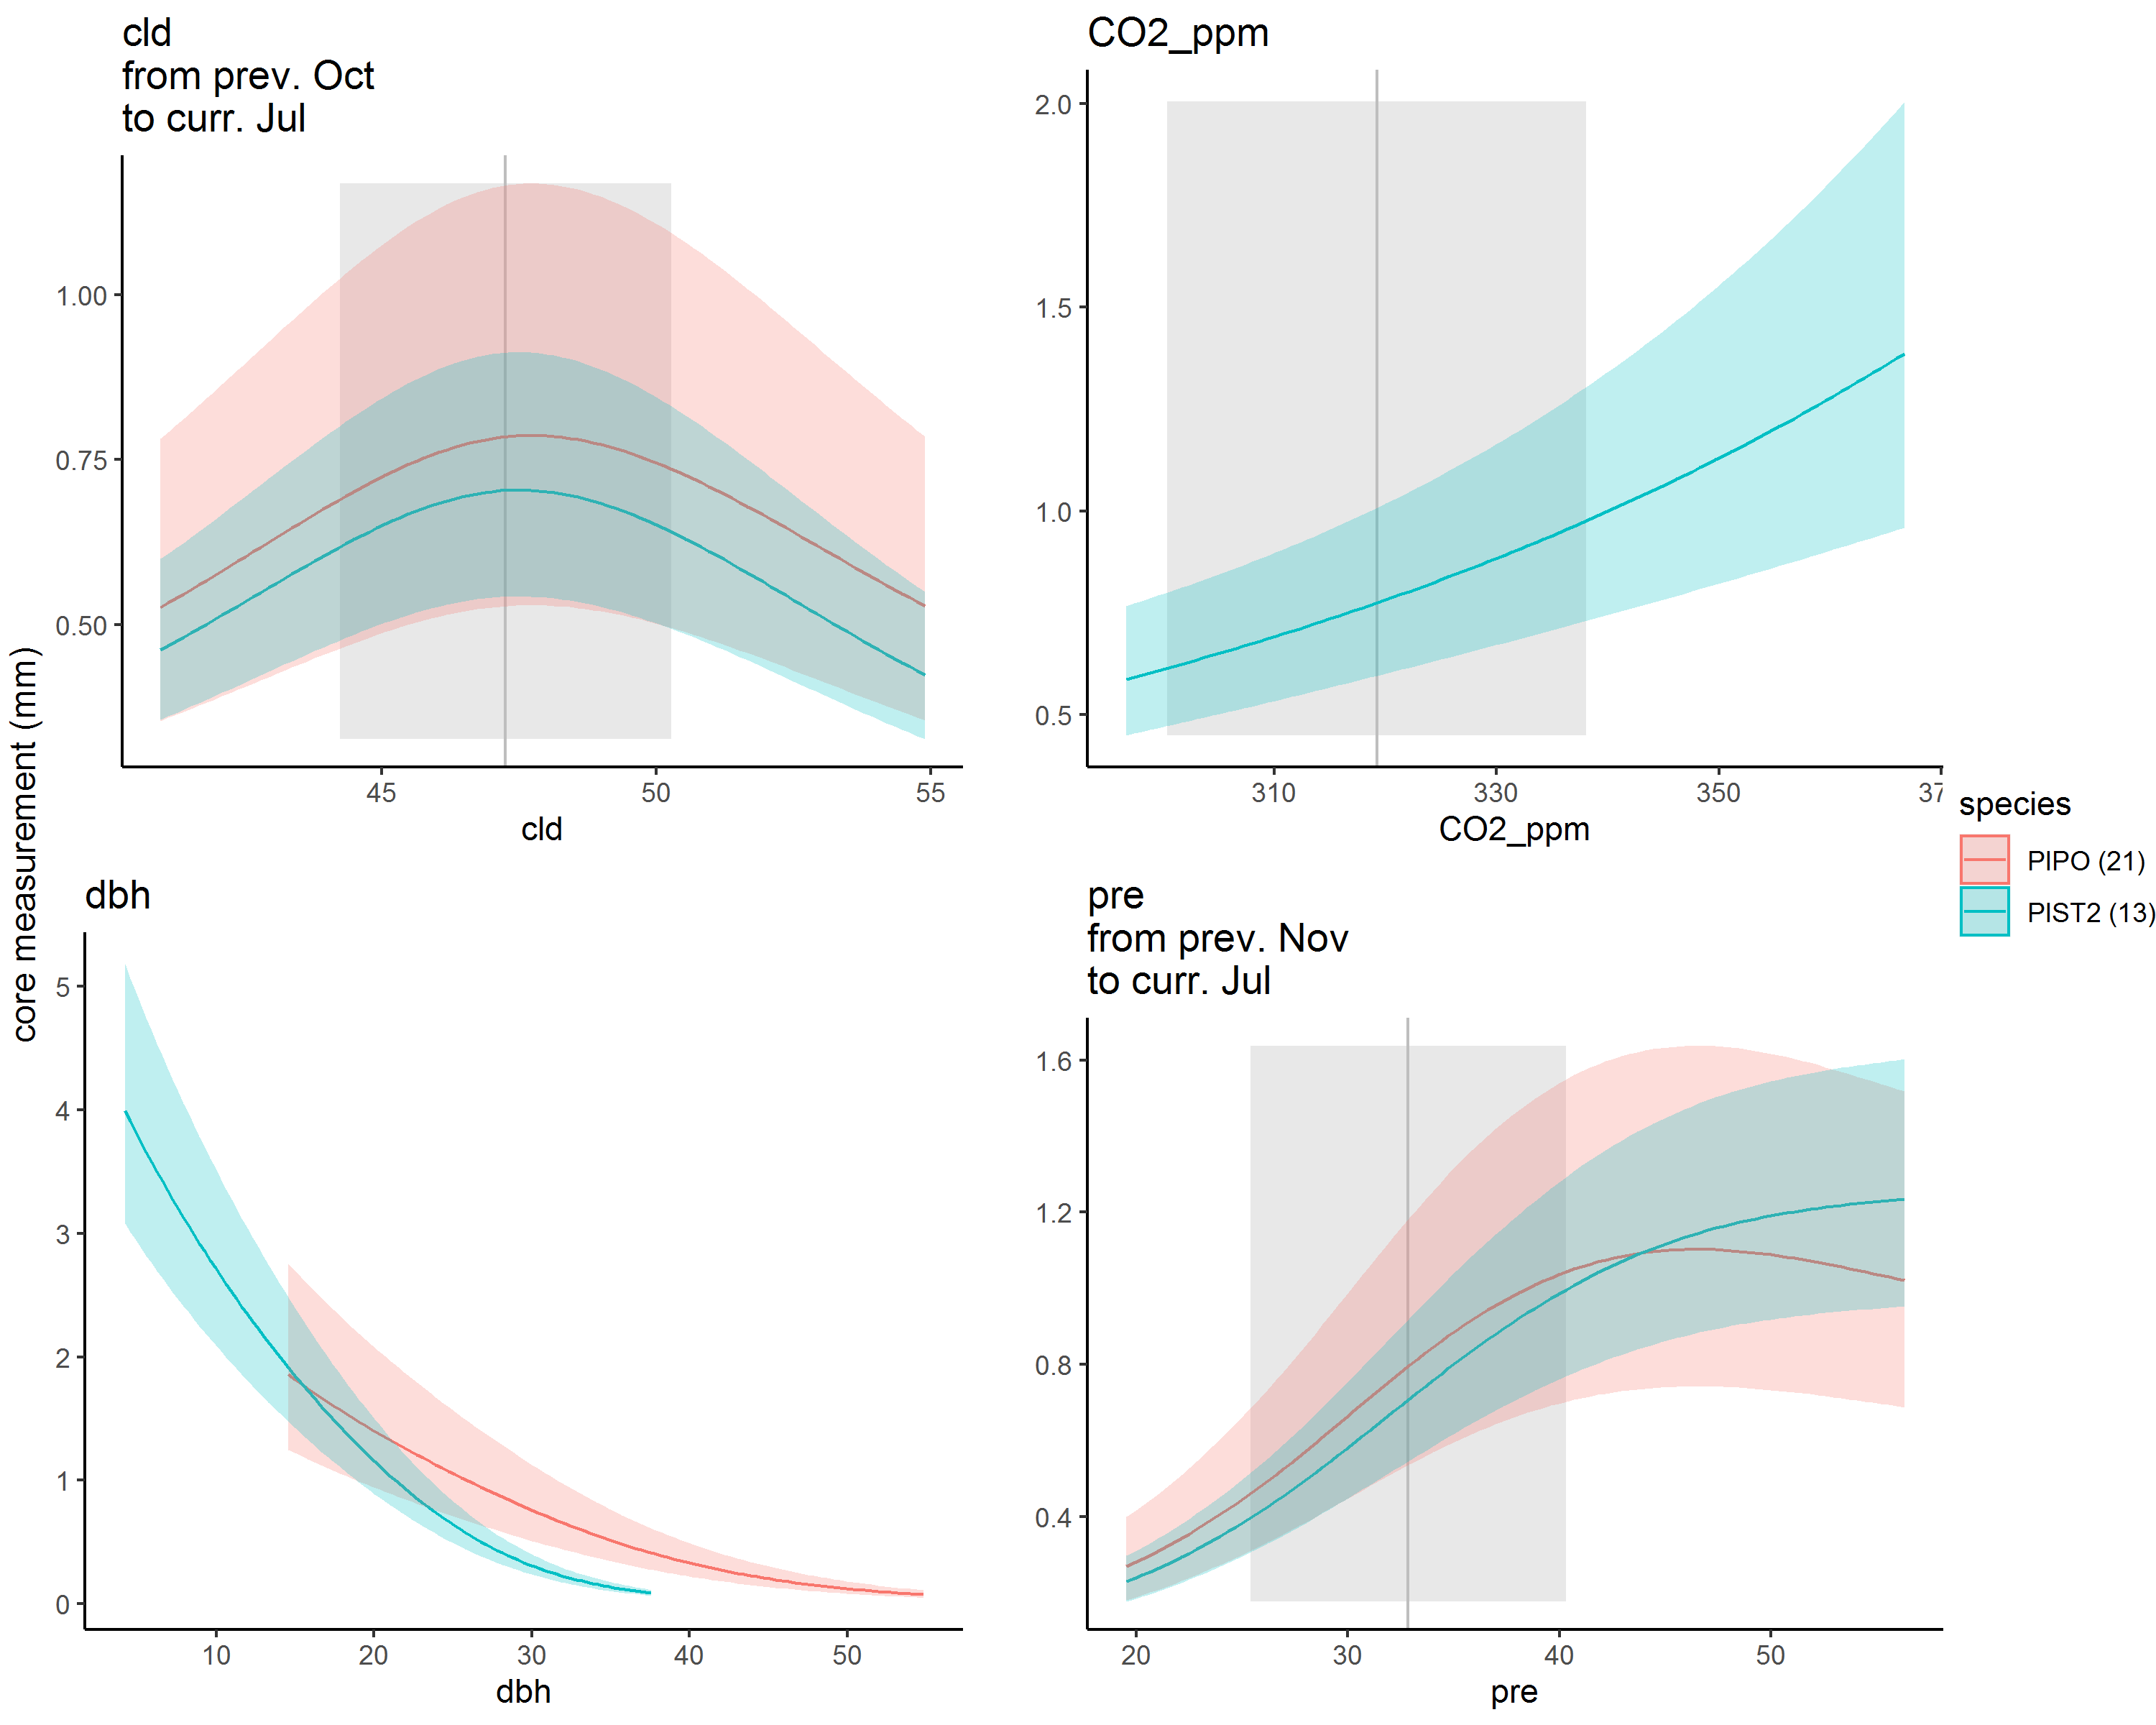 cld
from prev. Oct
to curr. Jul
1.00
0.75
0.50
45
50
55
cld
CO2_ppm
2.0
1.5
1.0
0.5
310
330
350
37
CO2_ppm
core measurement (mm)
dbh
5
4
3
2
1
0
10
20
30
40
50
dbh
pre
from prev. Nov
to curr. Jul
1.6
1.2
0.8
0.4
20
30
40
50
pre
species
PIPO (21)
PIST2 (13)